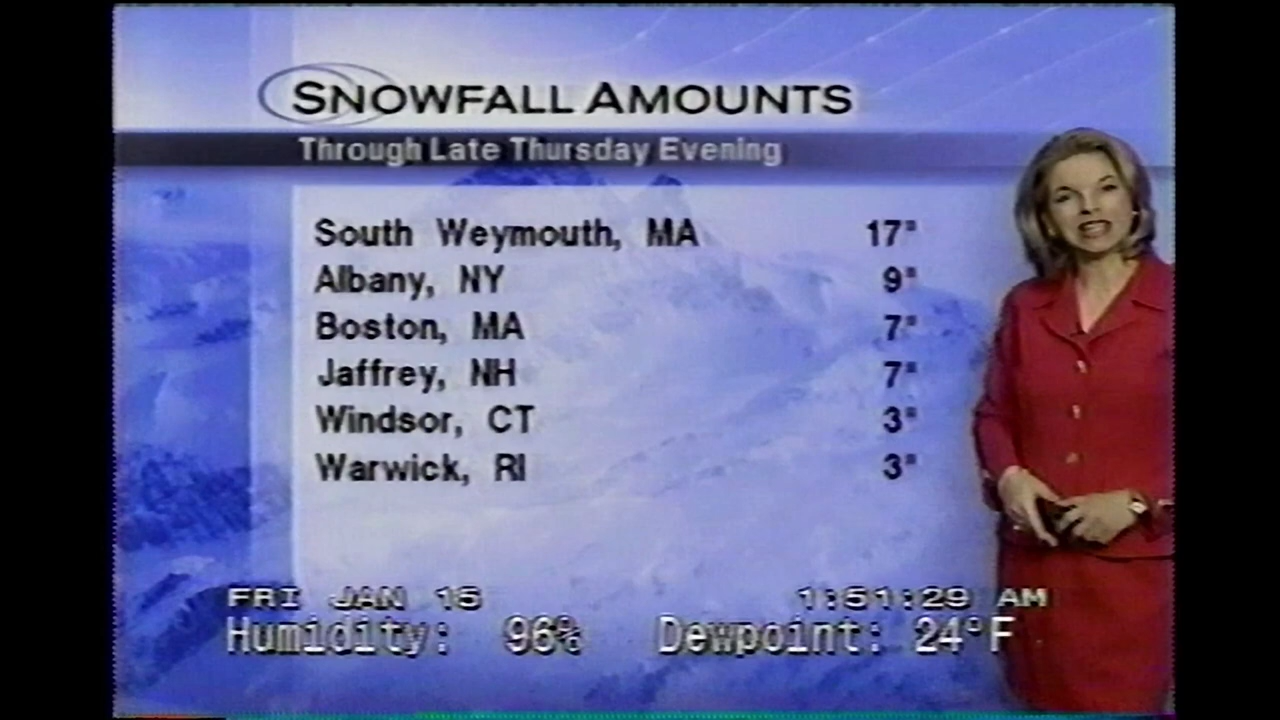 SNOWFALL AMOUNTS
Through Late Thursday Evening
South Weymouth, MA 17"
Albany, NY 9"
Boston, MA 7"
Jaffrey, NH 7"
Windsor, CT 3"
Warwick, RI 3"
FRI JAN 15 1:51:29 AM
Humidity: 96% Dewpoint: 24°F